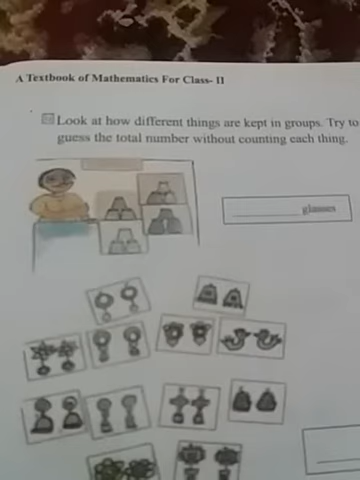 A Textbook of Mathematics For Class- II
Look at how different things are kept in groups. Try to
guess the total number without counting each thing.
__________ glasses